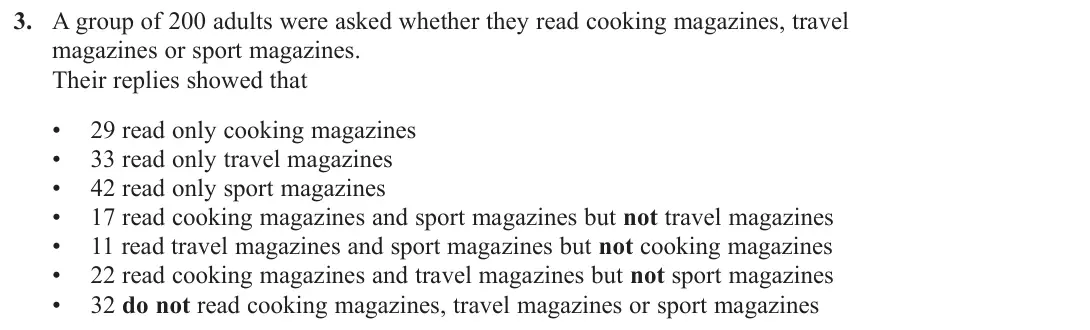 3. A group of 200 adults were asked whether they read cooking magazines, travel
magazines or sport magazines.
Their replies showed that
• 29 read only cooking magazines
• 33 read only travel magazines
• 42 read only sport magazines
• 17 read cooking magazines and sport magazines but not travel magazines
• 11 read travel magazines and sport magazines but not cooking magazines
• 22 read cooking magazines and travel magazines but not sport magazines
• 32 do not read cooking magazines, travel magazines or sport magazines